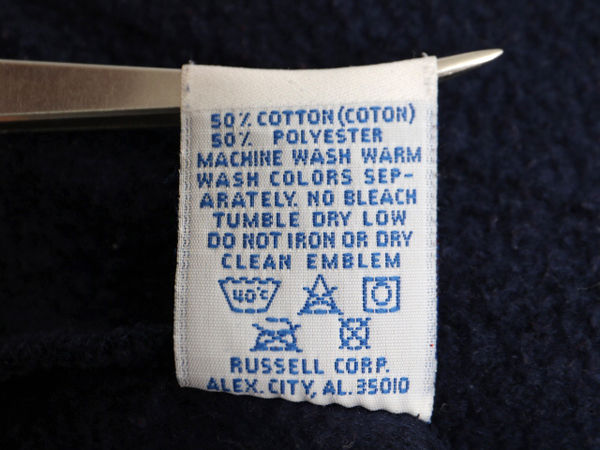 50% COTTON (COTON)
50% POLYESTER
MACHINE WASH WARM
WASH COLORS SEP-
ARATELY. NO BLEACH
TUMBLE DRY LOW
DO NOT IRON OR DRY
CLEAN EMBLEM
40°C
RUSSELL CORP.
ALEX. CITY, AL. 35010